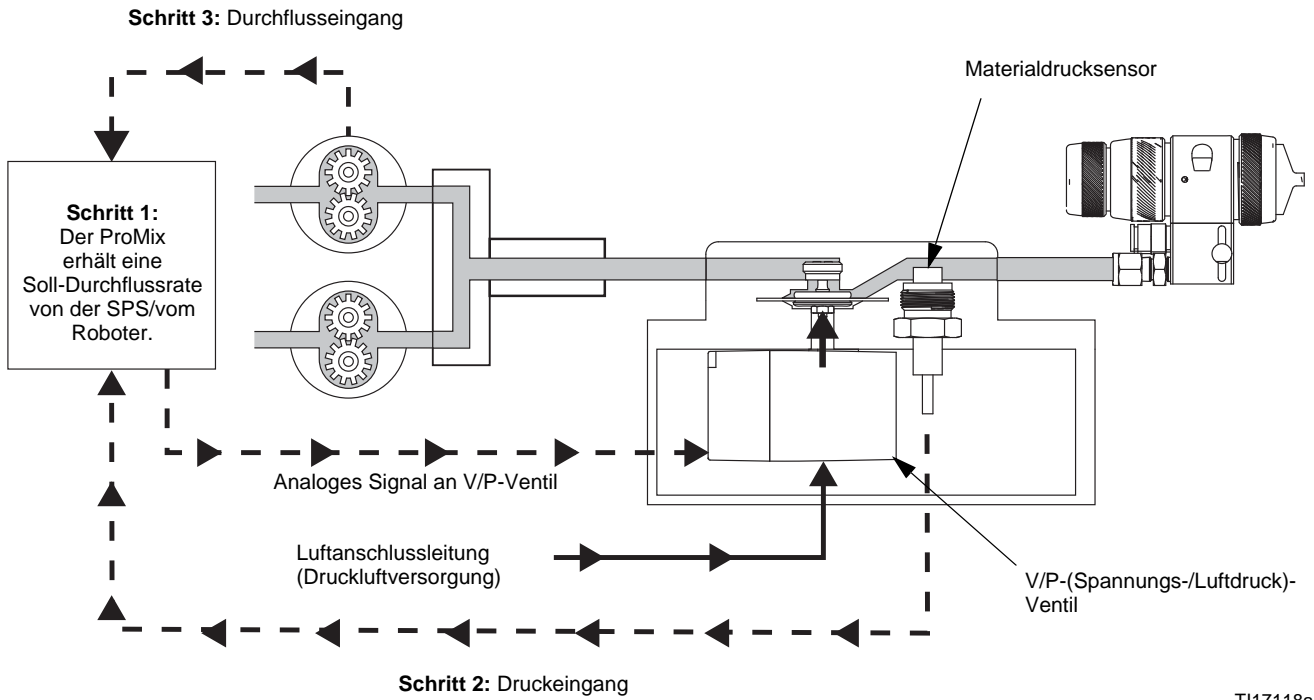 Schritt 3: Durchflusseingang
Materialdrucksensor
Schritt 1:
Der ProMix
erhält eine
Soll-Durchflussrate
von der SPS/vom
Roboter.
Analoges Signal an V/P-Ventil
Luftanschlussleitung
(Druckluftversorgung)
V/P-(Spannungs-/Luftdruck)-
Ventil
Schritt 2: Druckeingang